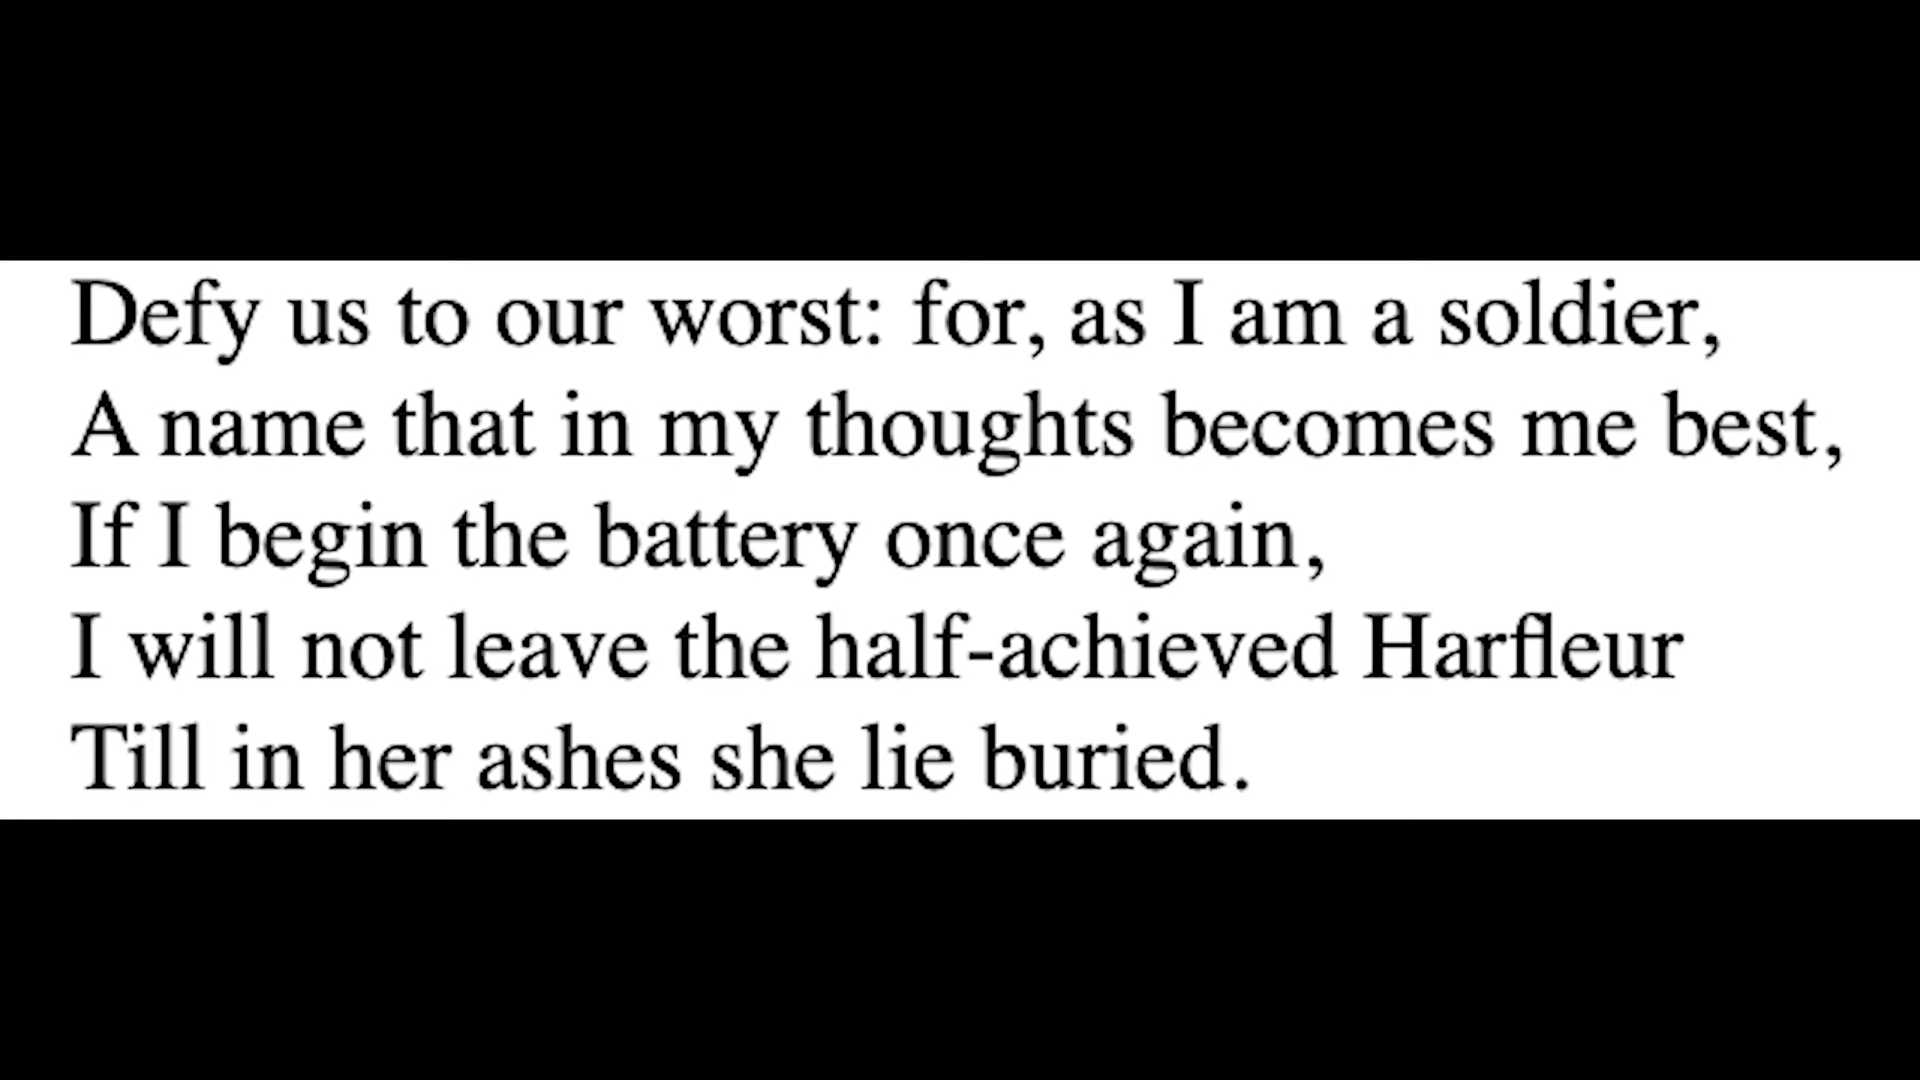 Defy us to our worst: for, as I am a soldier,
A name that in my thoughts becomes me best,
If I begin the battery once again,
I will not leave the half-achieved Harfleur
Till in her ashes she lie buried.